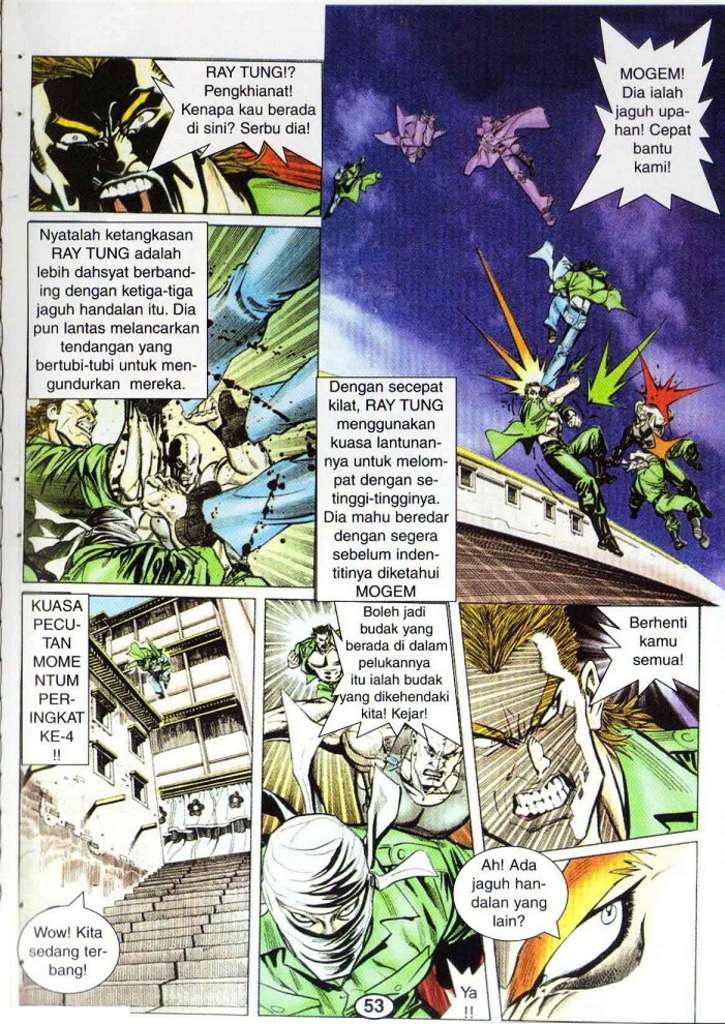 RAY TUNG!?
Pengkhianat!
Kenapa kau berada
di sini? Serbu dia!
MOGEM!
Dia ialah
jaguh upa-
han! Cepat
bantu
kami!
Nyatalah ketangkasan
RAY TUNG adalah
lebih dahsyat berband-
ing dengan ketiga-tiga
jaguh handalan itu. Dia
pun lantas melancarkan
tendangan yang
bertubi-tubi untuk men-
gundurkan mereka.
Dengan secepat
kilat, RAY TUNG
menggunakan
kuasa lantunan-
nya untuk melom-
pat dengan se-
tinggi-tingginya.
Dia mahu beredar
dengan segera
sebelum inden-
titinya diketahui
MOGEM
KUASA
PECU-
TAN
MOME
NTUM
PER-
INGKAT
KE-4
!!
Wow! Kita
sedang ter-
bang!
Boleh jadi
budak yang
berada di dalam
pelukannya
itu ialah budak
yang dikehendaki
kita! Kejar!
Ya
!!
Berhenti
kamu
semua!
Ah! Ada
jaguh han-
dalan yang
lain?
53